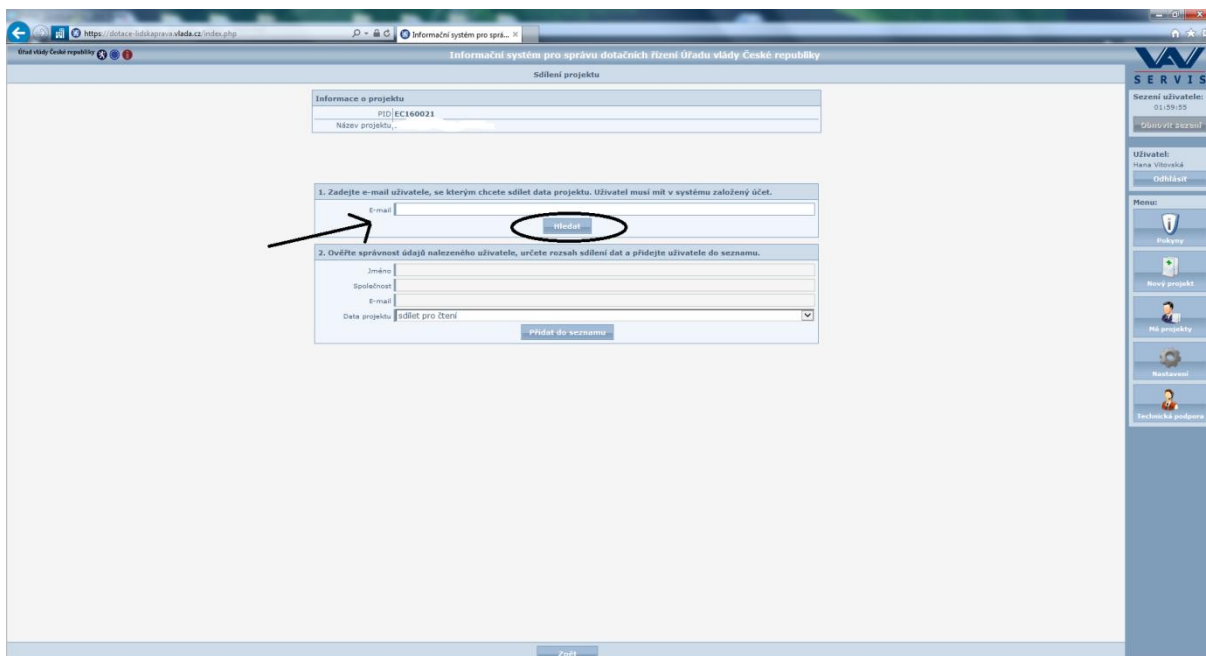 https://dotace-lidskaprava.vlada.cz/index.php
Informační systém pro sprá...
Úřad vlády České republiky
Informační systém pro správu dotačních řízení Úřadu vlády České republiky
Sdílení projektu
Informace o projektu
PID EC160021
Název projektu .
1. Zadejte e-mail uživatele, se kterým chcete sdílet data projektu. Uživatel musí mít v systému založený účet.
E-mail
Hledat
2. Ověřte správnost údajů nalezeného uživatele, určete rozsah sdílení dat a přidejte uživatele do seznamu.
Jméno
Společnost
E-mail
Data projektu sdílet pro čtení
Přidat do seznamu
Zpět
VAV
SERVIS
Sezení uživatele:
01:59:55
Obnovit sezení
Uživatel:
Hana Vítovská
Odhlásit
Menu:
Pokyny
Nový projekt
Mé projekty
Nastavení
Technická podpora